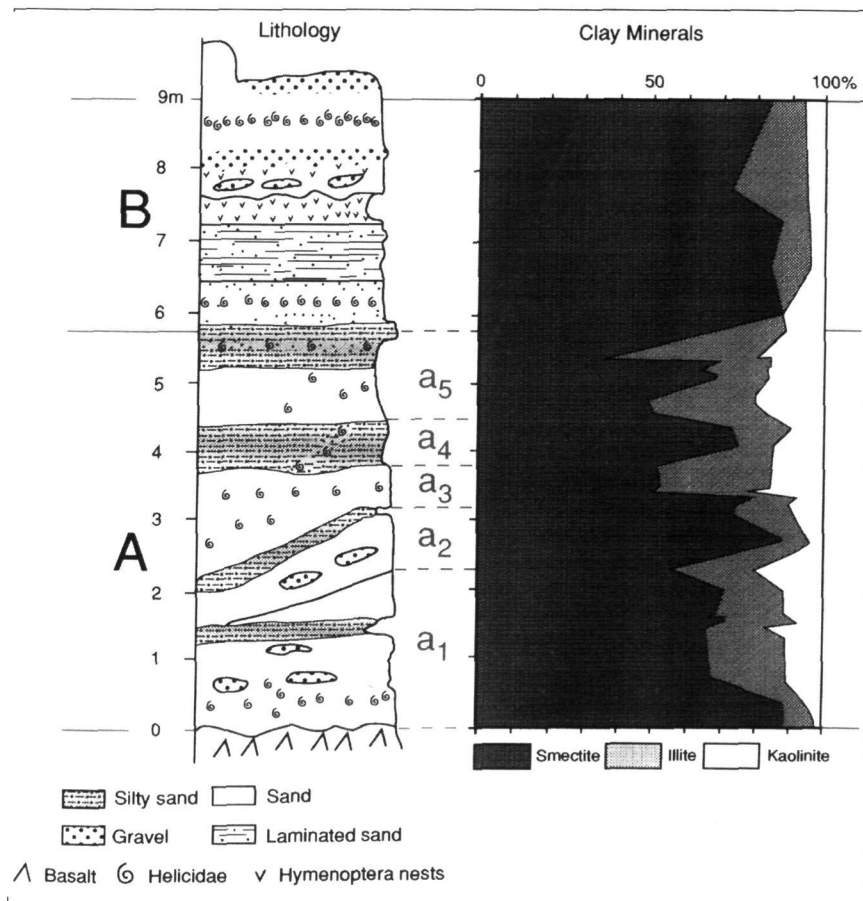 Lithology
Clay Minerals
0 50 100%
9m
8
B
7
6
5
a5
a4
4
a3
3
A
a2
2
a1
1
0
Smectite Illite Kaolinite
Silty sand Sand
Gravel Laminated sand
Basalt Helicidae Hymenoptera nests